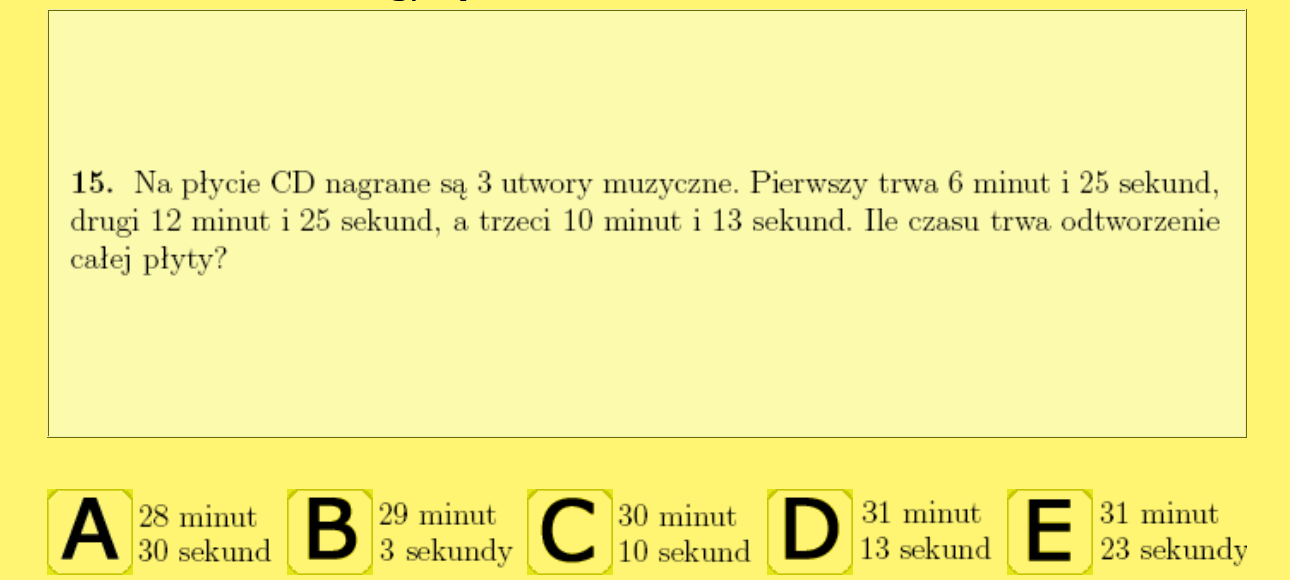 15. Na płycie CD nagrane są 3 utwory muzyczne. Pierwszy trwa 6 minut i 25 sekund,
drugi 12 minut i 25 sekund, a trzeci 10 minut i 13 sekund. Ile czasu trwa odtworzenie
całej płyty?
A 28 minut
30 sekund
B 29 minut
3 sekundy
C 30 minut
10 sekund
D 31 minut
13 sekund
E 31 minut
23 sekundy